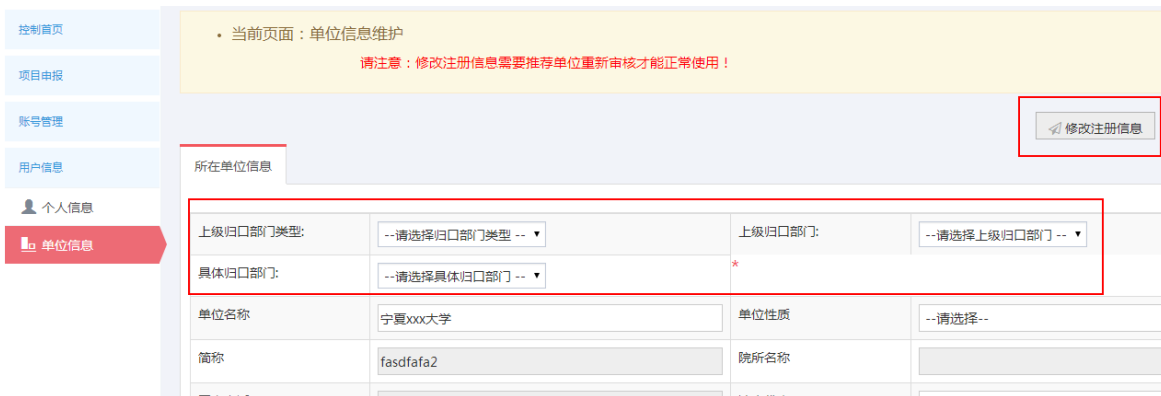 控制首页
项目申报
账号管理
用户信息
个人信息
单位信息
• 当前页面：单位信息维护
请注意：修改注册信息需要推荐单位重新审核才能正常使用！
修改注册信息
所在单位信息
上级归口部门类型: --请选择归口部门类型 -- 上级归口部门: --请选择上级归口部门 --
具体归口部门: --请选择具体归口部门 -- *
单位名称 宁夏xxx大学 单位性质 --请选择--
简称 fasdfafa2 院所名称